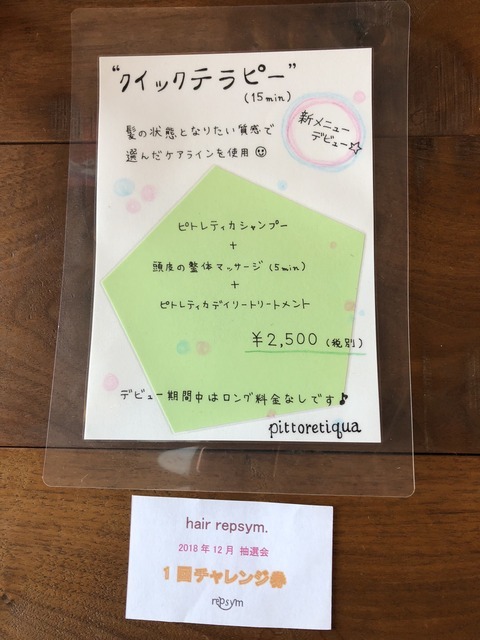 "クイックテラピー"
(15min)
新メニュー
デビュー☆
髪の状態となりたい質感で
選んだケアラインを使用☺
ピトレティカシャンプー
+
頭皮の整体マッサージ(5min)
+
ピトレティカデイリートリートメント
¥2,500(税別)
デビュー期間中はロング料金なしです♪
pittoretiqua
hair repsym.
2018年12月 抽選会
1回チャレンジ券
repsym